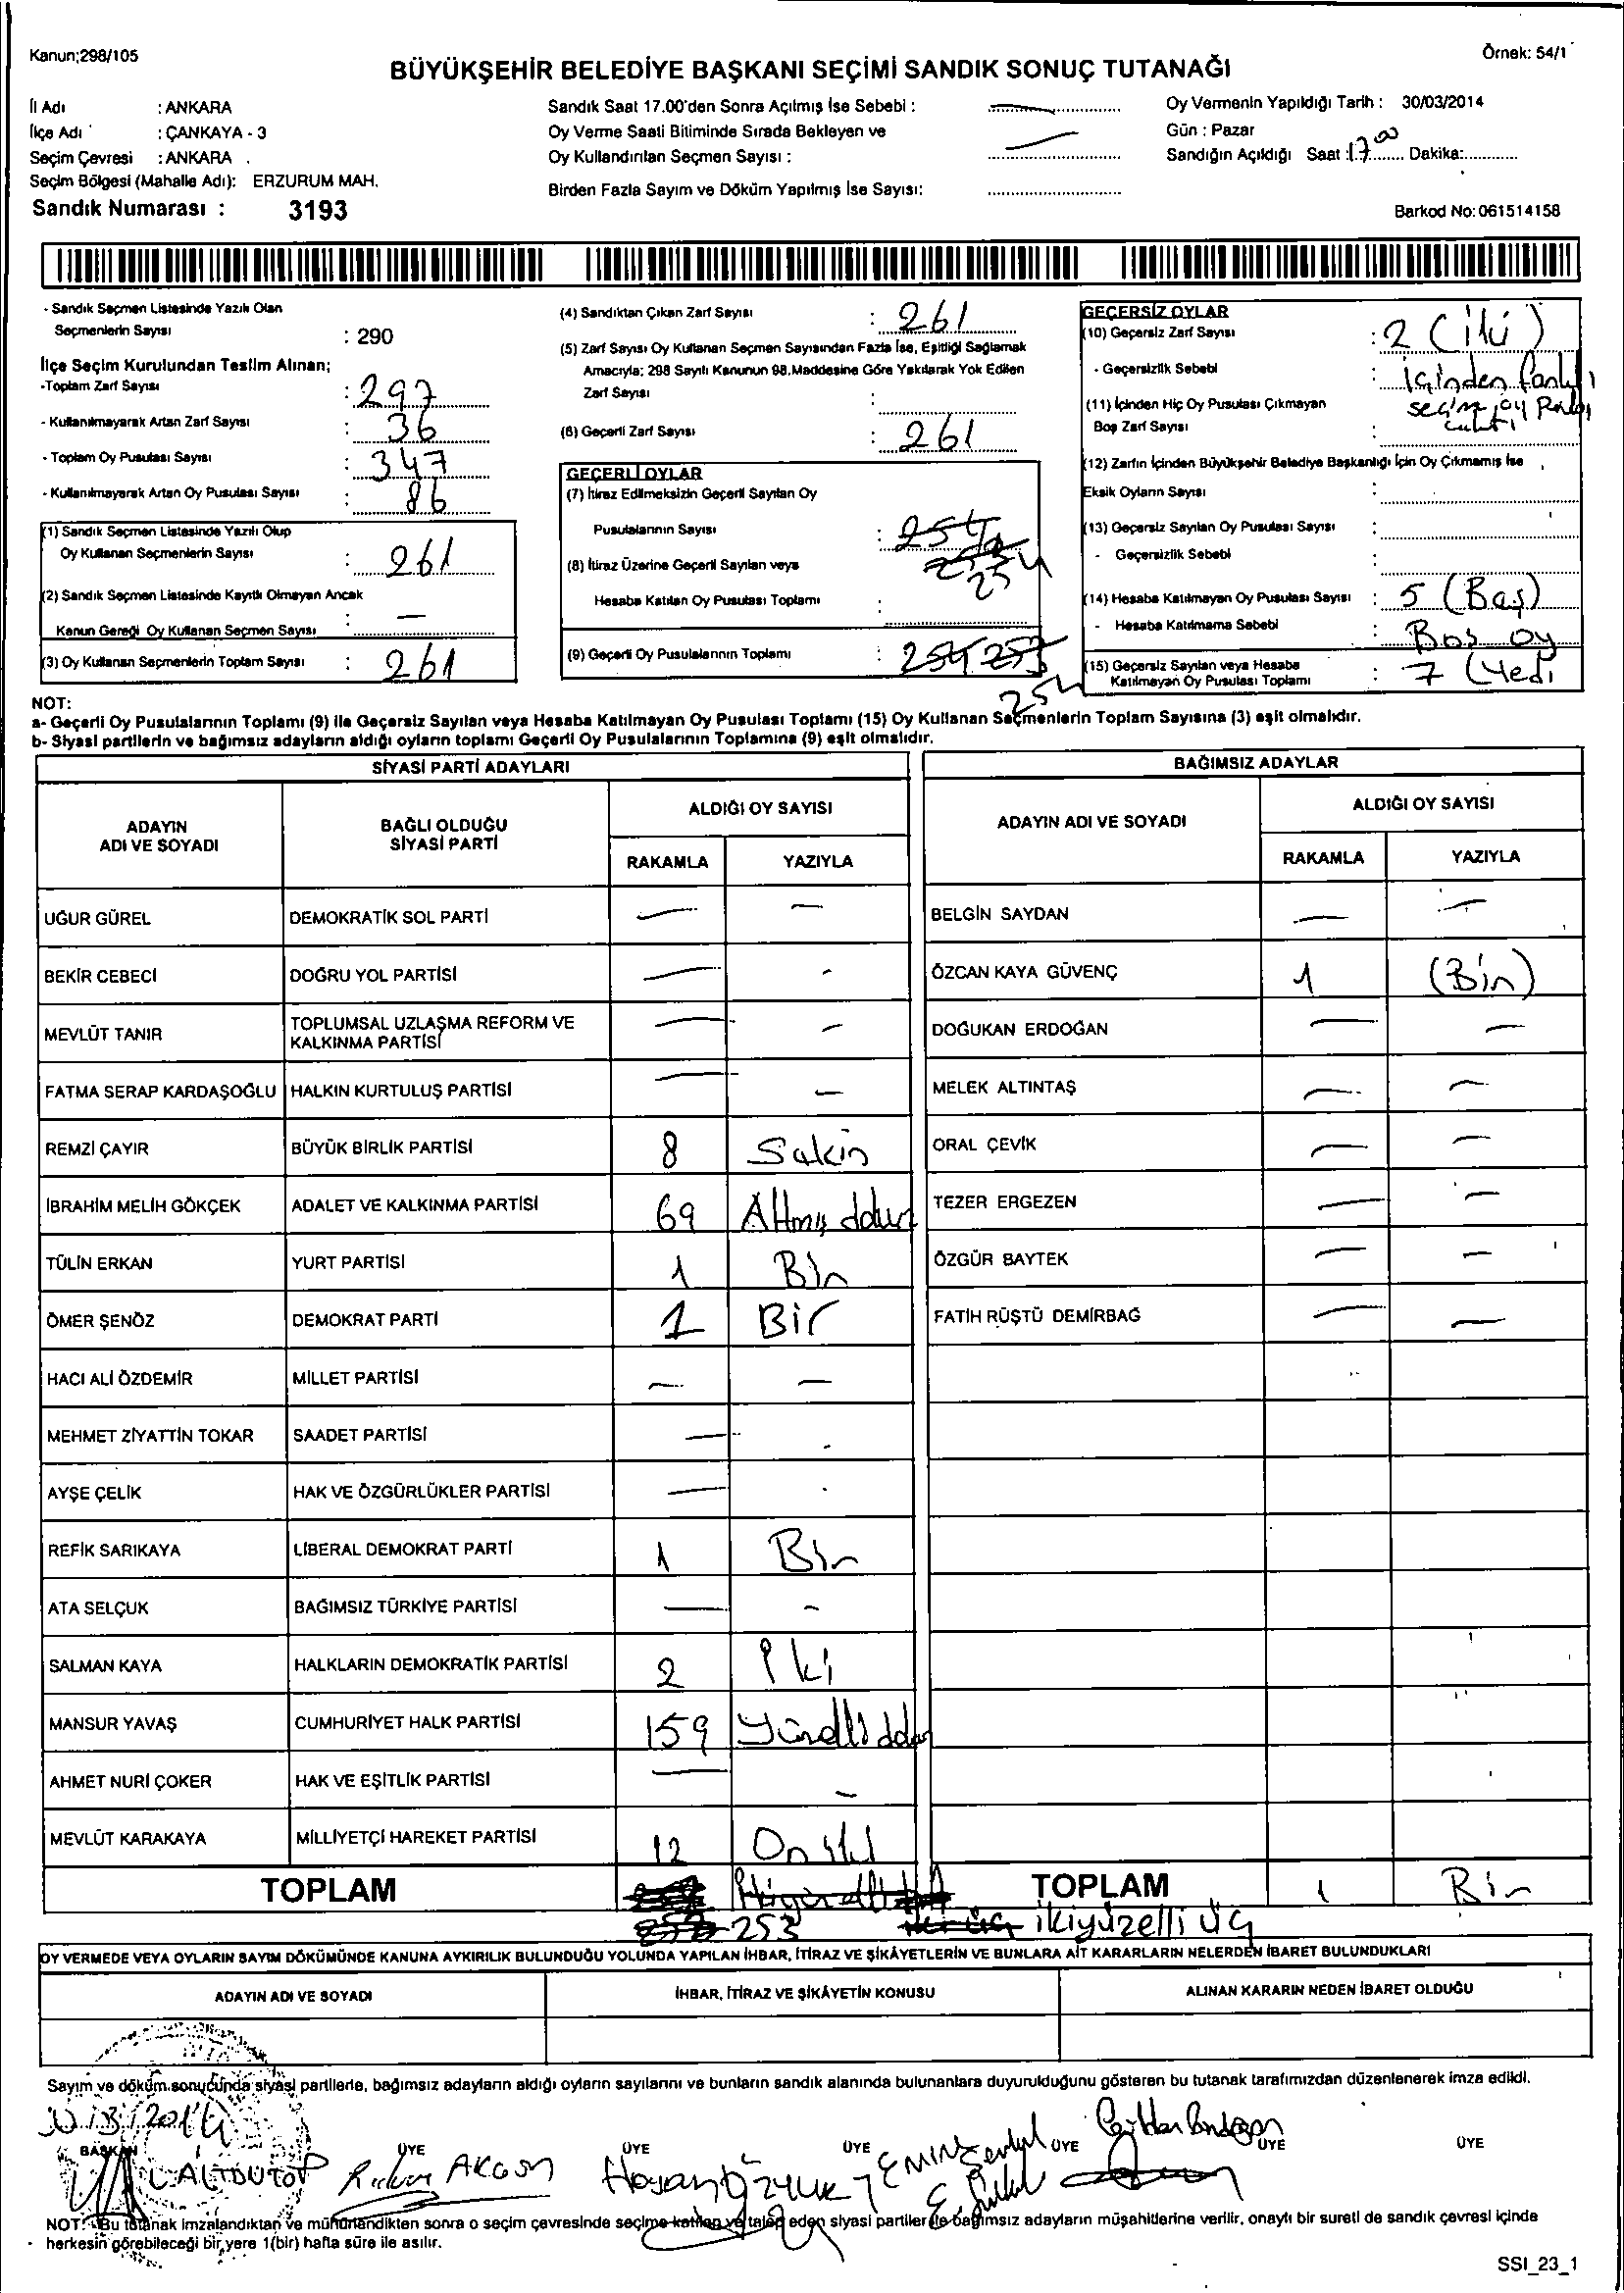 Kanun;298/105
Örnek: 54/1
BÜYÜKŞEHİR BELEDİYE BAŞKANI SEÇİMİ SANDIK SONUÇ TUTANAĞI
İl Adı : ANKARA
İlçe Adı : ÇANKAYA - 3
Seçim Çevresi : ANKARA
Seçim Bölgesi (Mahalle Adı): ERZURUM MAH.
Sandık Numarası : 3193
Sandık Saat 17.00'den Sonra Açılmış İse Sebebi :
Oy Verme Saati Bitiminde Sırada Bekleyen ve
Oy Kullandırılan Seçmen Sayısı :
Birden Fazla Sayım ve Döküm Yapılmış İse Sayısı:
Oy Vermenin Yapıldığı Tarih : 30/03/2014
Gün : Pazar
Sandığın Açıldığı Saat :17 00 Dakika:
Barkod No: 061514158
- Sandık Seçmen Listesinde Yazılı Olan
Seçmenlerin Sayısı : 290
İlçe Seçim Kurulundan Teslim Alınan;
-Toplam Zarf Sayısı : 297
- Kullanılmayarak Artan Zarf Sayısı : 36
- Toplam Oy Pusulası Sayısı : 347
- Kullanılmayarak Artan Oy Pusulası Sayısı : 86
(1) Sandık Seçmen Listesinde Yazılı Olup
Oy Kullanan Seçmenlerin Sayısı : 261
(2) Sandık Seçmen Listesinde Kayıtlı Olmayan Ancak
Kanun Gereği Oy Kullanan Seçmen Sayısı : —
(3) Oy Kullanan Seçmenlerin Toplam Sayısı : 261
(4) Sandıktan Çıkan Zarf Sayısı : 261
(5) Zarf Sayısı Oy Kullanan Seçmen Sayısından Fazla İse, Eşitliği Sağlamak
Amacıyla; 298 Sayılı Kanunun 98.Maddesine Göre Yakılarak Yok Edilen
Zarf Sayısı :
(6) Geçerli Zarf Sayısı : 261
GEÇERLİ OYLAR
(7) İtiraz Edilmeksizin Geçerli Sayılan Oy
Pusulalarının Sayısı : 254
254
(8) İtiraz Üzerine Geçerli Sayılan veya
Hesaba Katılan Oy Pusulası Toplamı :
(9) Geçerli Oy Pusulalarının Toplamı : 254 253
254
GEÇERSİZ OYLAR
(10) Geçersiz Zarf Sayısı : 2 (iki)
- Geçersizlik Sebebi : içinden farklı
seçim oy
(11) İçinden Hiç Oy Pusulası Çıkmayan
Boş Zarf Sayısı :
(12) Zarfın İçinden Büyükşehir Belediye Başkanlığı İçin Oy Çıkmamış İse
Eksik Oyların Sayısı :
(13) Geçersiz Sayılan Oy Pusulası Sayısı :
- Geçersizlik Sebebi :
(14) Hesaba Katılmayan Oy Pusulası Sayısı : 5 (Beş)
- Hesaba Katılmama Sebebi : Boş oy
(15) Geçersiz Sayılan veya Hesaba
Katılmayan Oy Pusulası Toplamı : 7 (Yedi
NOT:
a- Geçerli Oy Pusulalarının Toplamı (9) ile Geçersiz Sayılan veya Hesaba Katılmayan Oy Pusulası Toplamı (15) Oy Kullanan Seçmenlerin Toplam Sayısına (3) eşit olmalıdır.
b- Siyasi partilerin ve bağımsız adayların aldığı oyların toplamı Geçerli Oy Pusulalarının Toplamına (9) eşit olmalıdır.
SİYASİ PARTİ ADAYLARI
ADAYIN ADI VE SOYADI
BAĞLI OLDUĞU SİYASİ PARTİ
ALDIĞI OY SAYISI
RAKAMLA YAZIYLA
UĞUR GÜREL DEMOKRATİK SOL PARTİ — —
BEKİR CEBECİ DOĞRU YOL PARTİSİ — -
MEVLÜT TANIR TOPLUMSAL UZLAŞMA REFORM VE
KALKINMA PARTİSİ — —
FATMA SERAP KARDAŞOĞLU HALKIN KURTULUŞ PARTİSİ — —
REMZİ ÇAYIR BÜYÜK BİRLİK PARTİSİ 8 Sekiz
İBRAHİM MELİH GÖKÇEK ADALET VE KALKINMA PARTİSİ 69 Altmış dokuz
TÜLİN ERKAN YURT PARTİSİ 1 Bir
ÖMER ŞENÖZ DEMOKRAT PARTİ 1 Bir
HACI ALİ ÖZDEMİR MİLLET PARTİSİ — —
MEHMET ZİYATTİN TOKAR SAADET PARTİSİ — -
AYŞE ÇELİK HAK VE ÖZGÜRLÜKLER PARTİSİ —
REFİK SARIKAYA LİBERAL DEMOKRAT PARTİ 1 Bir
ATA SELÇUK BAĞIMSIZ TÜRKİYE PARTİSİ — -
SALMAN KAYA HALKLARIN DEMOKRATİK PARTİSİ 2 İki
MANSUR YAVAŞ CUMHURİYET HALK PARTİSİ 159 Yüzelli dokuz
AHMET NURİ ÇOKER HAK VE EŞİTLİK PARTİSİ — —
MEVLÜT KARAKAYA MİLLİYETÇİ HAREKET PARTİSİ 12 On iki
TOPLAM
253 ikiyüzelli üç
BAĞIMSIZ ADAYLAR
ADAYIN ADI VE SOYADI
ALDIĞI OY SAYISI
RAKAMLA YAZIYLA
BELGİN SAYDAN — —
ÖZCAN KAYA GÜVENÇ 1 (Bir)
DOĞUKAN ERDOĞAN — —
MELEK ALTINTAŞ — —
ORAL ÇEVİK — —
TEZER ERGEZEN — —
ÖZGÜR BAYTEK — —
FATİH RÜŞTÜ DEMİRBAĞ — —
TOPLAM 1 Bir
OY VERMEDE VEYA OYLARIN SAYIM DÖKÜMÜNDE KANUNA AYKIRILIK BULUNDUĞU YOLUNDA YAPILAN İHBAR, İTİRAZ VE ŞİKÂYETLERİN VE BUNLARA AİT KARARLARIN NELERDEN İBARET BULUNDUKLARI
ADAYIN ADI VE SOYADI İHBAR, İTİRAZ VE ŞİKÂYETİN KONUSU ALINAN KARARIN NEDEN İBARET OLDUĞU
Sayım ve döküm sonucunda siyasi partilerle, bağımsız adayların aldığı oyların sayılarını ve bunların sandık alanında bulunanlara duyurulduğunu gösteren bu tutanak tarafımızdan düzenlenerek imza edildi.
BAŞKAN ÜYE ÜYE ÜYE ÜYE ÜYE ÜYE
ALTBUTOP AKGÜN Hasan EMİN
NOT: Bu tutanak imzalandıktan ve mühürlendikten sonra o seçim çevresinde seçime katılan ve talep eden siyasi partiler ile bağımsız adayların müşahitlerine verilir, onaylı bir sureti de sandık çevresi içinde
herkesin görebileceği bir yere 1(bir) hafta süre ile asılır.
SSI_23_1